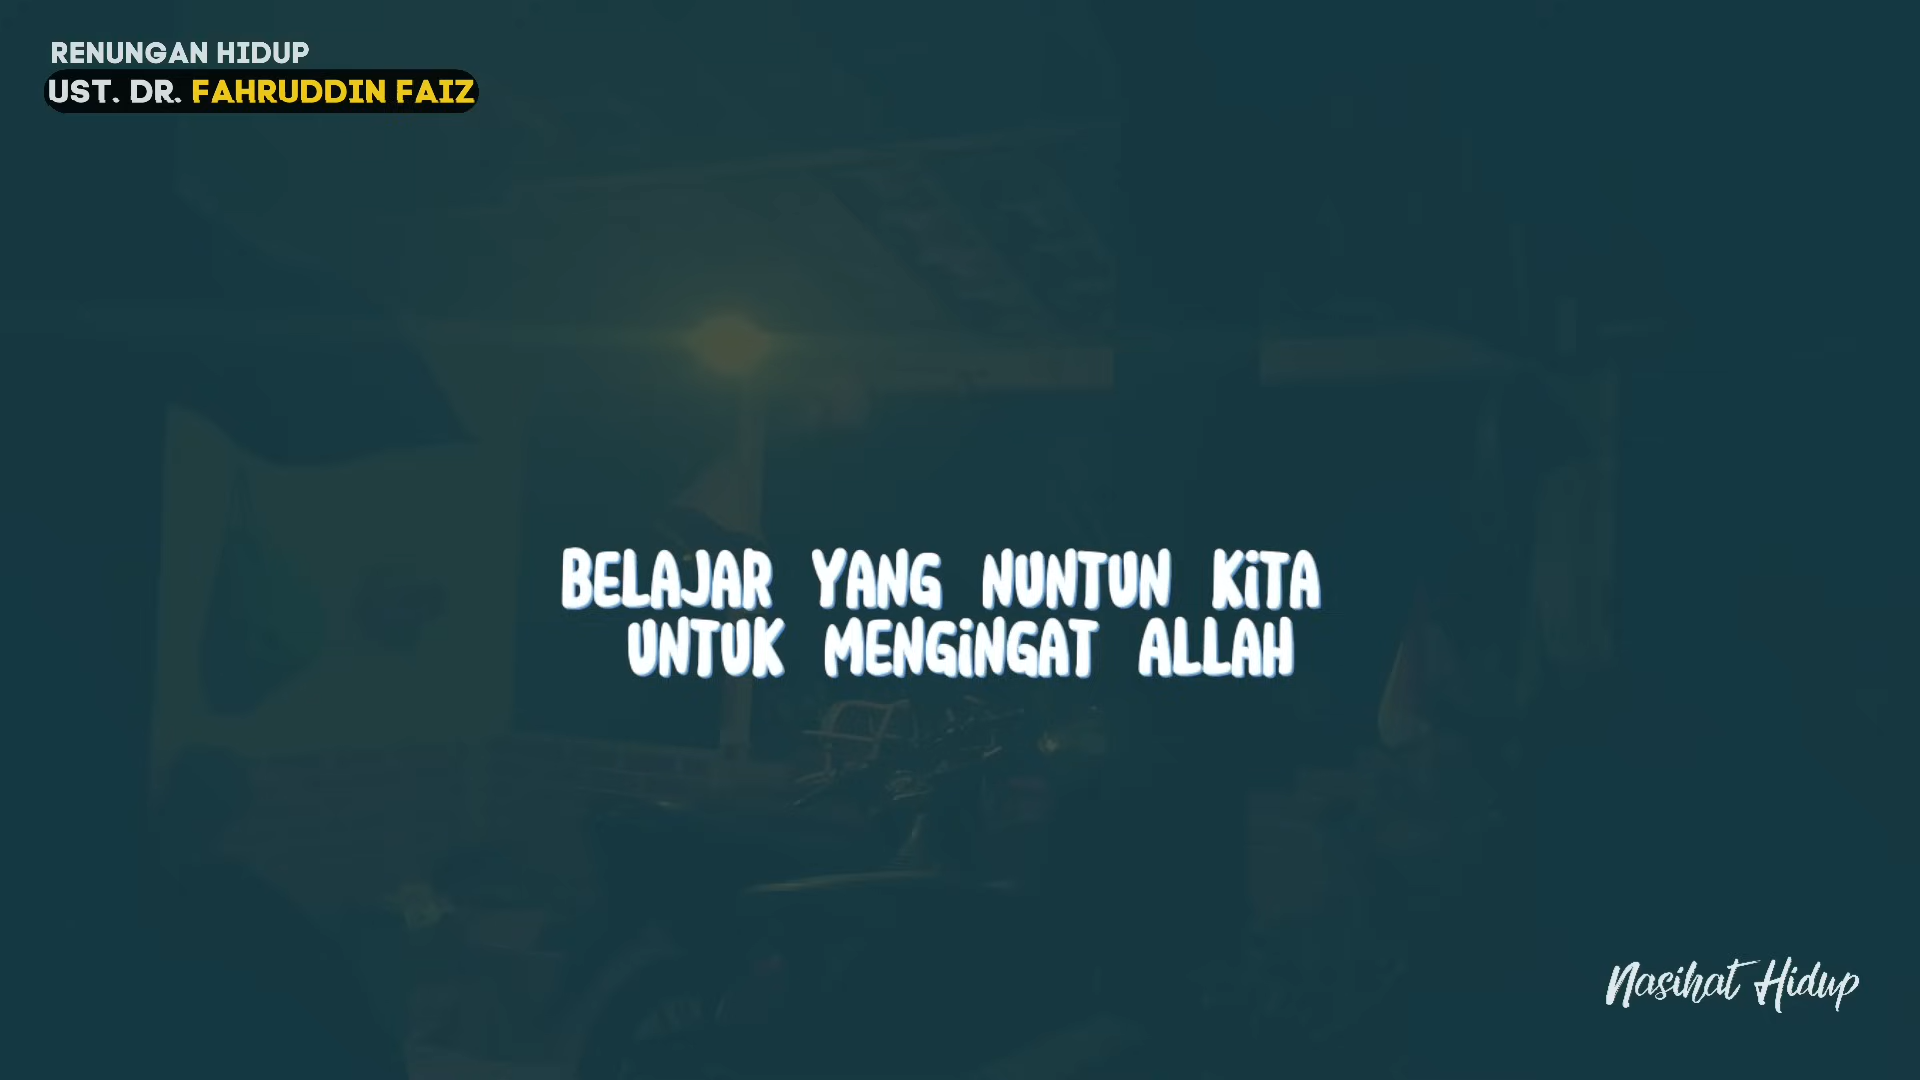 RENUNGAN HIDUP
UST. DR. FAHRUDDIN FAIZ
BELAJAR YANG NUNTUN KiTA
UNTUK MENGiNGAT ALLAH
Nasihat Hidup